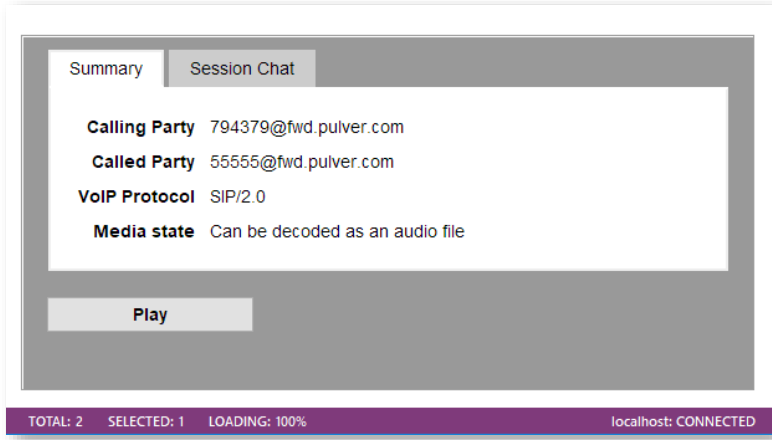 Summary Session Chat
Calling Party 794379@fwd.pulver.com
Called Party 55555@fwd.pulver.com
VoIP Protocol SIP/2.0
Media state Can be decoded as an audio file
Play
TOTAL: 2 SELECTED: 1 LOADING: 100% localhost: CONNECTED